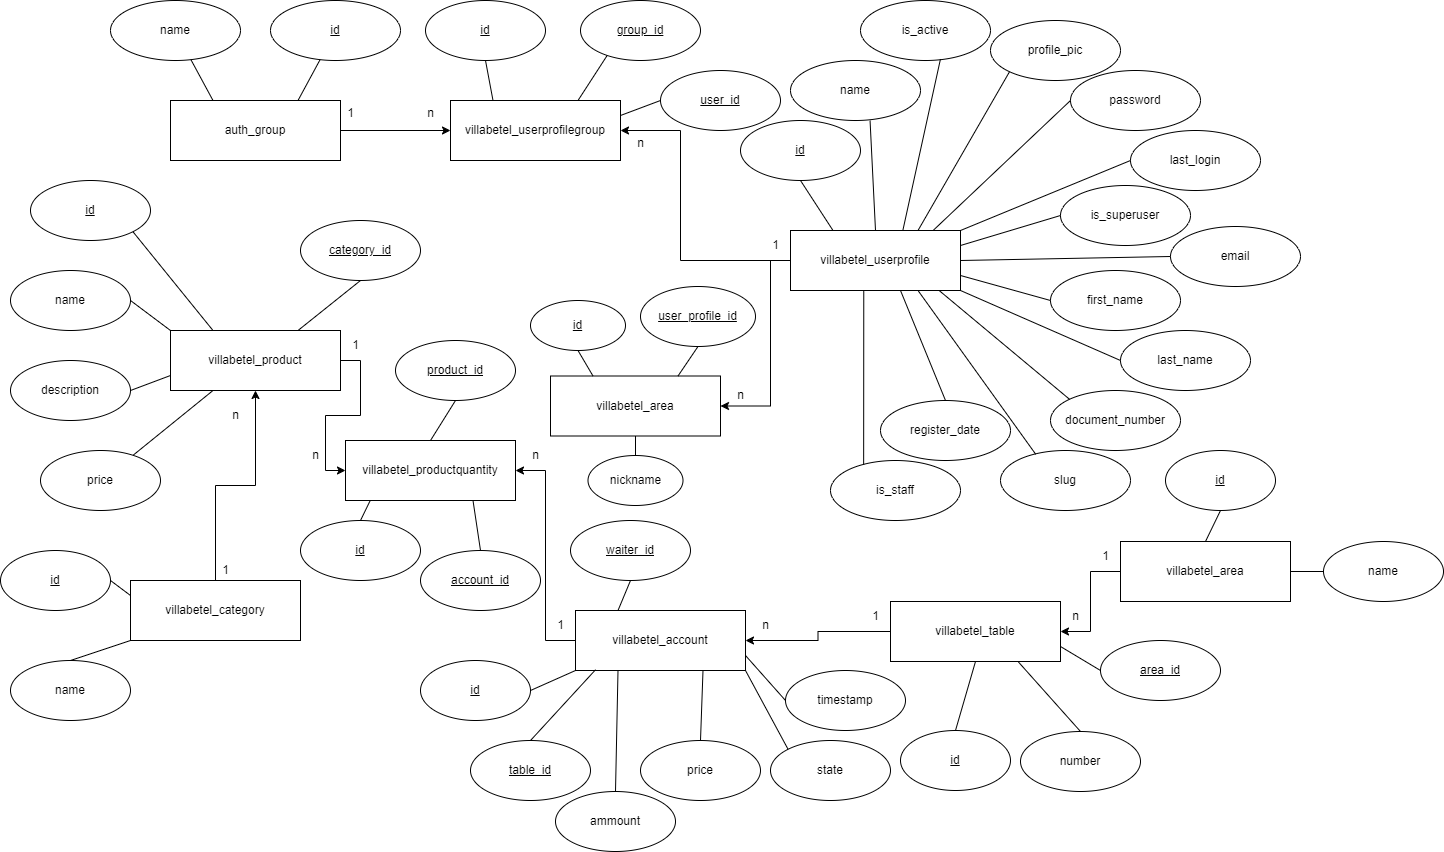 name
id
id
group_id
is_active
profile_pic
auth_group
1
n
villabetel_userprofilegroup
user_id
n
name
password
id
last_login
is_superuser
id
category_id
1
villabetel_userprofile
email
name
villabetel_product
1
id
user_profile_id
first_name
description
product_id
villabetel_area
n
last_name
n
price
n
villabetel_productquantity
n
nickname
register_date
document_number
is_staff
slug
id
id
account_id
waiter_id
id
1
villabetel_category
name
1
villabetel_account
n
1
villabetel_table
n
1
villabetel_area
name
id
table_id
ammount
price
state
timestamp
id
number
area_id